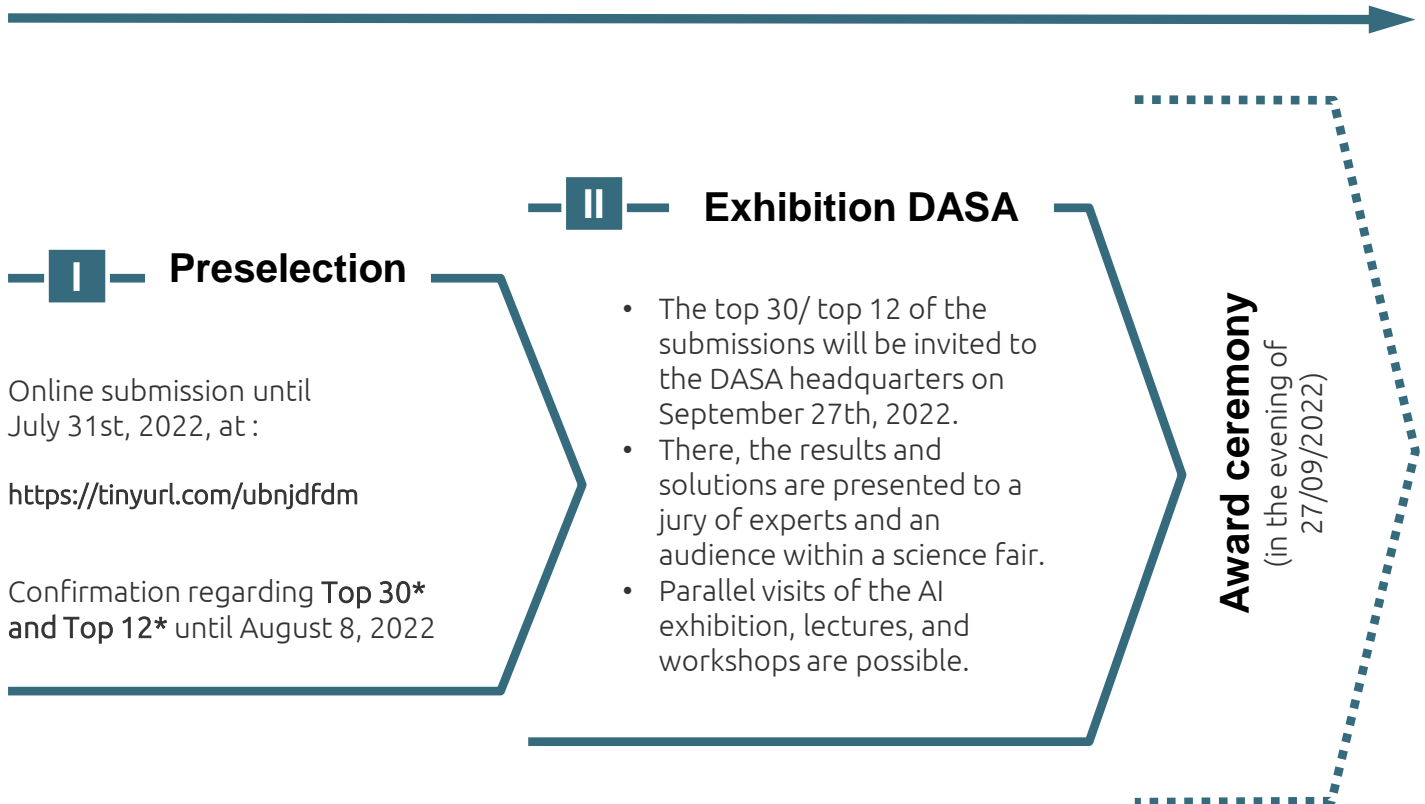 I
Preselection
Online submission until
July 31st, 2022, at :
https://tinyurl.com/ubnjdfdm
Confirmation regarding Top 30*
and Top 12* until August 8, 2022
II
Exhibition DASA
• The top 30/ top 12 of the
submissions will be invited to
the DASA headquarters on
September 27th, 2022.
• There, the results and
solutions are presented to a
jury of experts and an
audience within a science fair.
• Parallel visits of the AI
exhibition, lectures, and
workshops are possible.
Award ceremony
(in the evening of
27/09/2022)